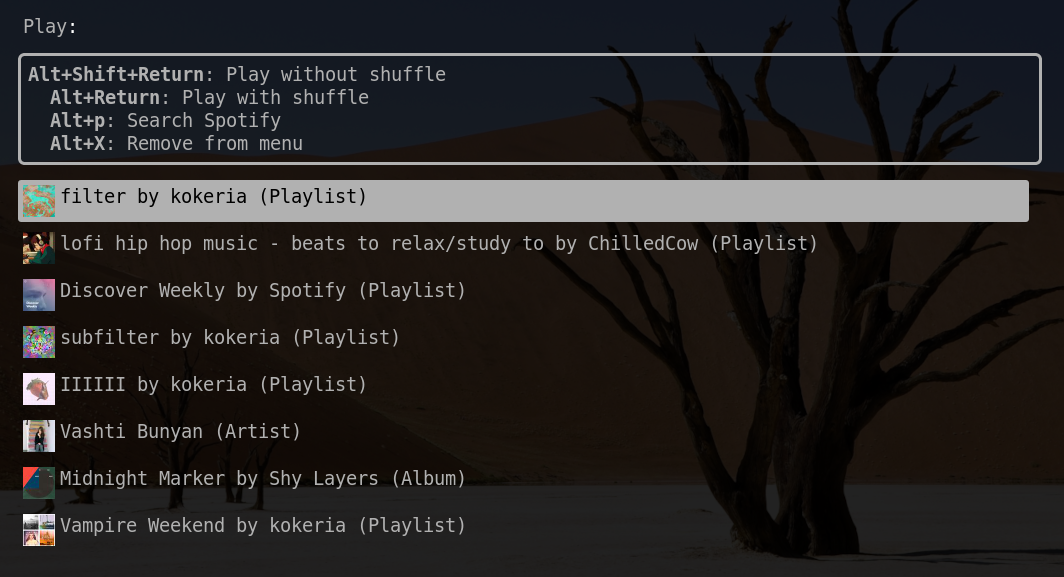 Play:
Alt+Shift+Return: Play without shuffle
Alt+Return: Play with shuffle
Alt+p: Search Spotify
Alt+X: Remove from menu
filter by kokeria (Playlist)
lofi hip hop music - beats to relax/study to by ChilledCow (Playlist)
Discover Weekly by Spotify (Playlist)
subfilter by kokeria (Playlist)
IIIIII by kokeria (Playlist)
Vashti Bunyan (Artist)
Midnight Marker by Shy Layers (Album)
Vampire Weekend by kokeria (Playlist)